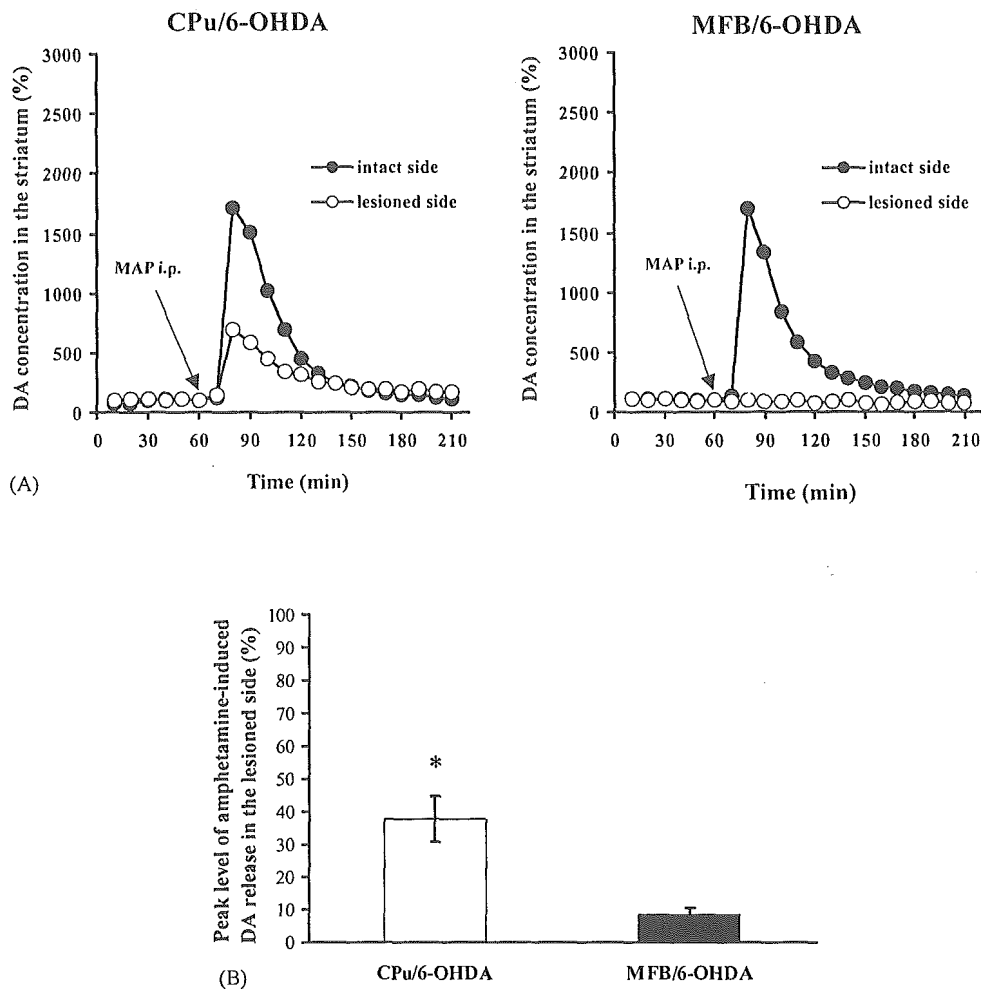 CPu/6-OHDA
DA concentration in the striatum (%)
3000
2500
2000
1500
1000
500
0
intact side
lesioned side
MAP i.p.
0 30 60 90 120 150 180 210
Time (min)
MFB/6-OHDA
DA concentration in the striatum (%)
3000
2500
2000
1500
1000
500
0
intact side
lesioned side
MAP i.p.
0 30 60 90 120 150 180 210
Time (min)
(A)
Peak level of amphetamine-induced
DA release in the lesioned side (%)
100
90
80
70
60
50
40
30
20
10
0
*
CPu/6-OHDA
MFB/6-OHDA
(B)